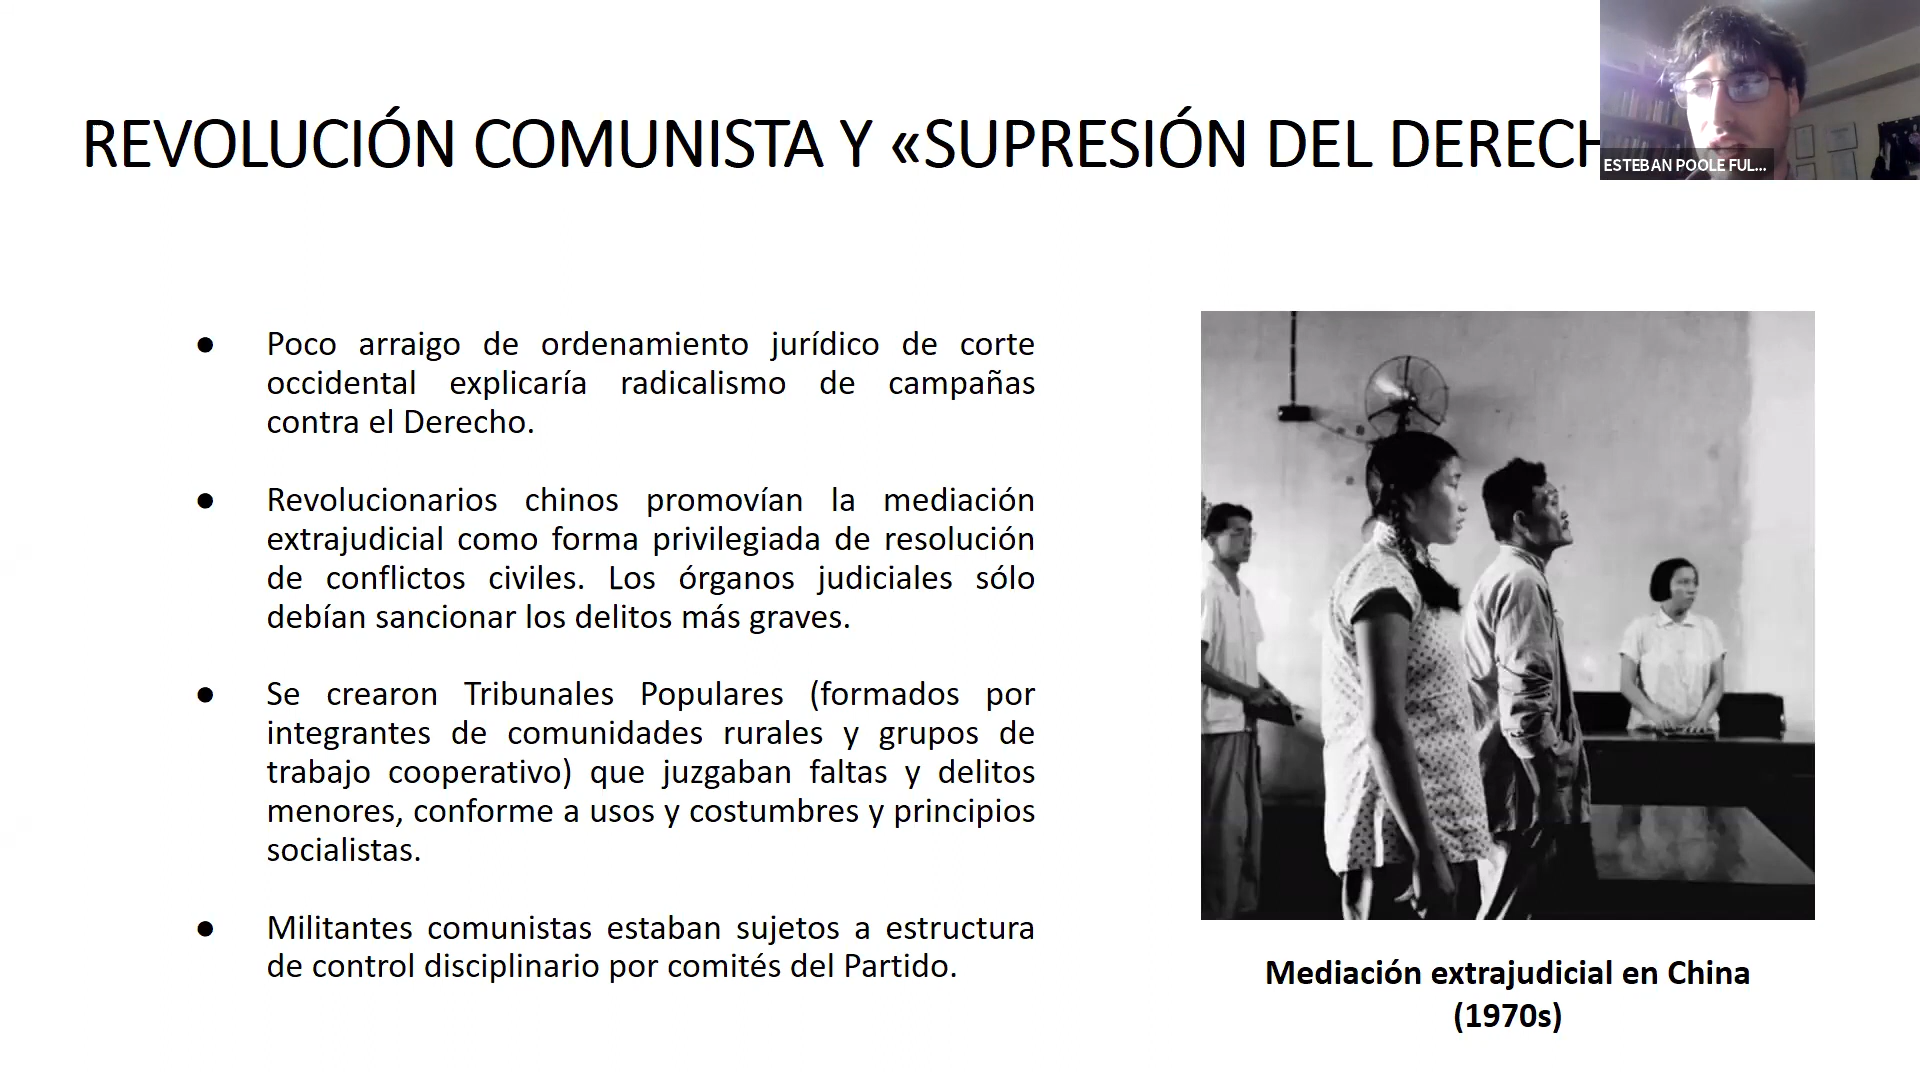 REVOLUCIÓN COMUNISTA Y «SUPRESIÓN DEL DERECH
ESTEBAN POOLE FUL...
● Poco arraigo de ordenamiento jurídico de corte
occidental explicaría radicalismo de campañas
contra el Derecho.
● Revolucionarios chinos promovían la mediación
extrajudicial como forma privilegiada de resolución
de conflictos civiles. Los órganos judiciales sólo
debían sancionar los delitos más graves.
● Se crearon Tribunales Populares (formados por
integrantes de comunidades rurales y grupos de
trabajo cooperativo) que juzgaban faltas y delitos
menores, conforme a usos y costumbres y principios
socialistas.
● Militantes comunistas estaban sujetos a estructura
de control disciplinario por comités del Partido.
Mediación extrajudicial en China
(1970s)